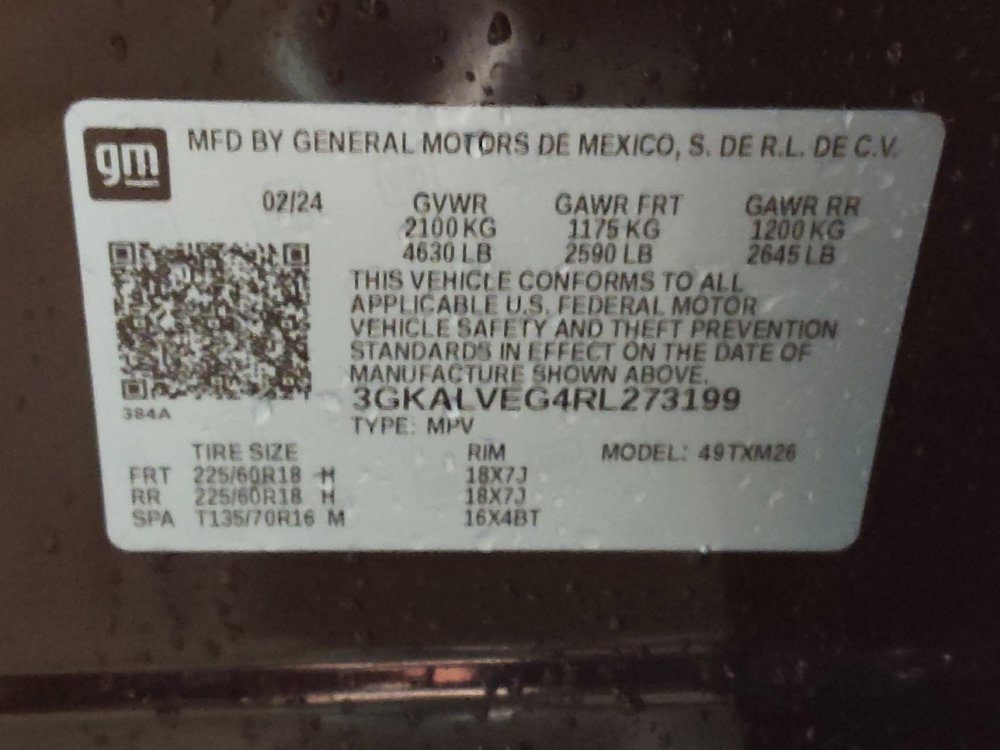 gm
MFD BY GENERAL MOTORS DE MEXICO, S. DE R.L. DE C.V.
02/24 GVWR GAWR FRT GAWR RR
2100 KG 1175 KG 1200 KG
4630 LB 2590 LB 2645 LB
THIS VEHICLE CONFORMS TO ALL
APPLICABLE U.S. FEDERAL MOTOR
VEHICLE SAFETY AND THEFT PREVENTION
STANDARDS IN EFFECT ON THE DATE OF
MANUFACTURE SHOWN ABOVE.
384A
3GKALVEG4RL273199
TYPE: MPV
TIRE SIZE RIM MODEL: 49TXM26
FRT 225/60R18 H 18X7J
RR 225/60R18 H 18X7J
SPA T135/70R16 M 16X4BT